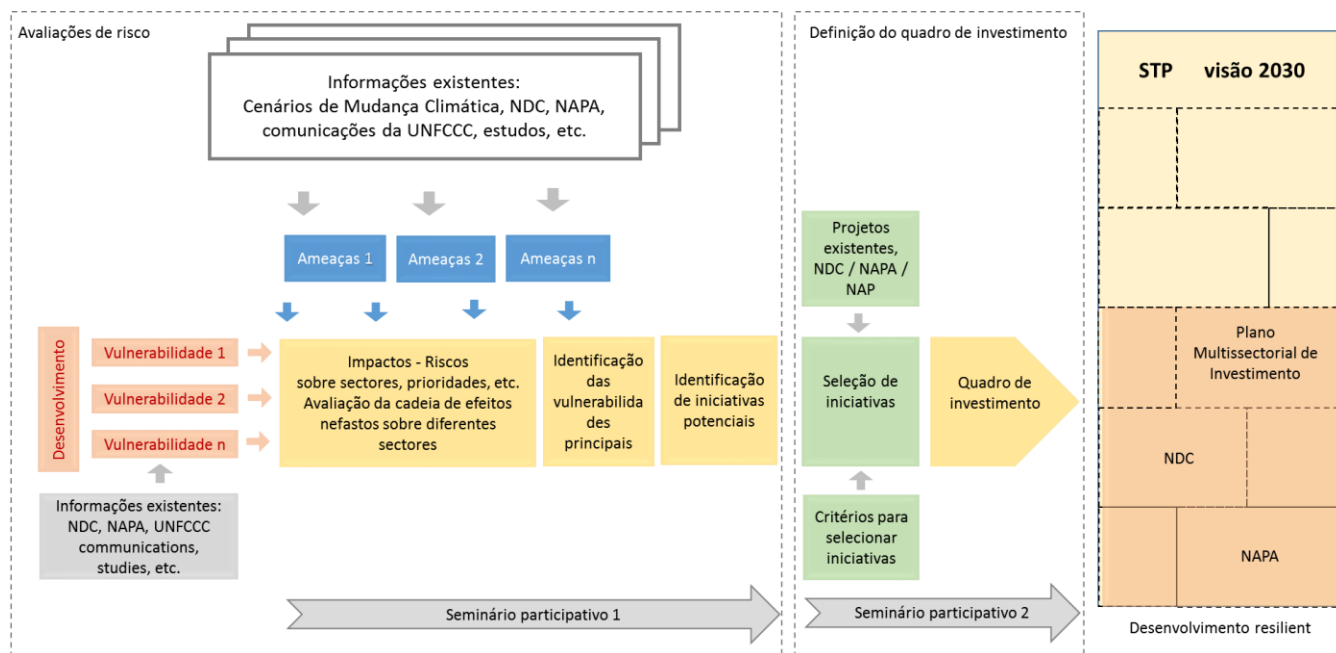 Avaliações de risco
Informações existentes:
Cenários de Mudança Climática, NDC, NAPA,
comunicações da UNFCCC, estudos, etc.
Ameaças 1
Ameaças 2
Ameaças n
Desenvolvimento
Vulnerabilidade 1
Vulnerabilidade 2
Vulnerabilidade n
Informações existentes:
NDC, NAPA, UNFCCC
communications,
studies, etc.
Impactos - Riscos
sobre sectores, prioridades, etc.
Avaliação da cadeia de efeitos
nefastos sobre diferentes
sectores
Identificação
das
vulnerabilida
des
principais
Identificação
de iniciativas
potenciais
Seminário participativo 1
Definição do quadro de investimento
Projetos
existentes,
NDC / NAPA /
NAP
Seleção de
iniciativas
Critérios para
selecionar
iniciativas
Quadro de
investimento
Seminário participativo 2
STP visão 2030
Plano
Multissectorial de
Investimento
NDC
NAPA
Desenvolvimento resilient